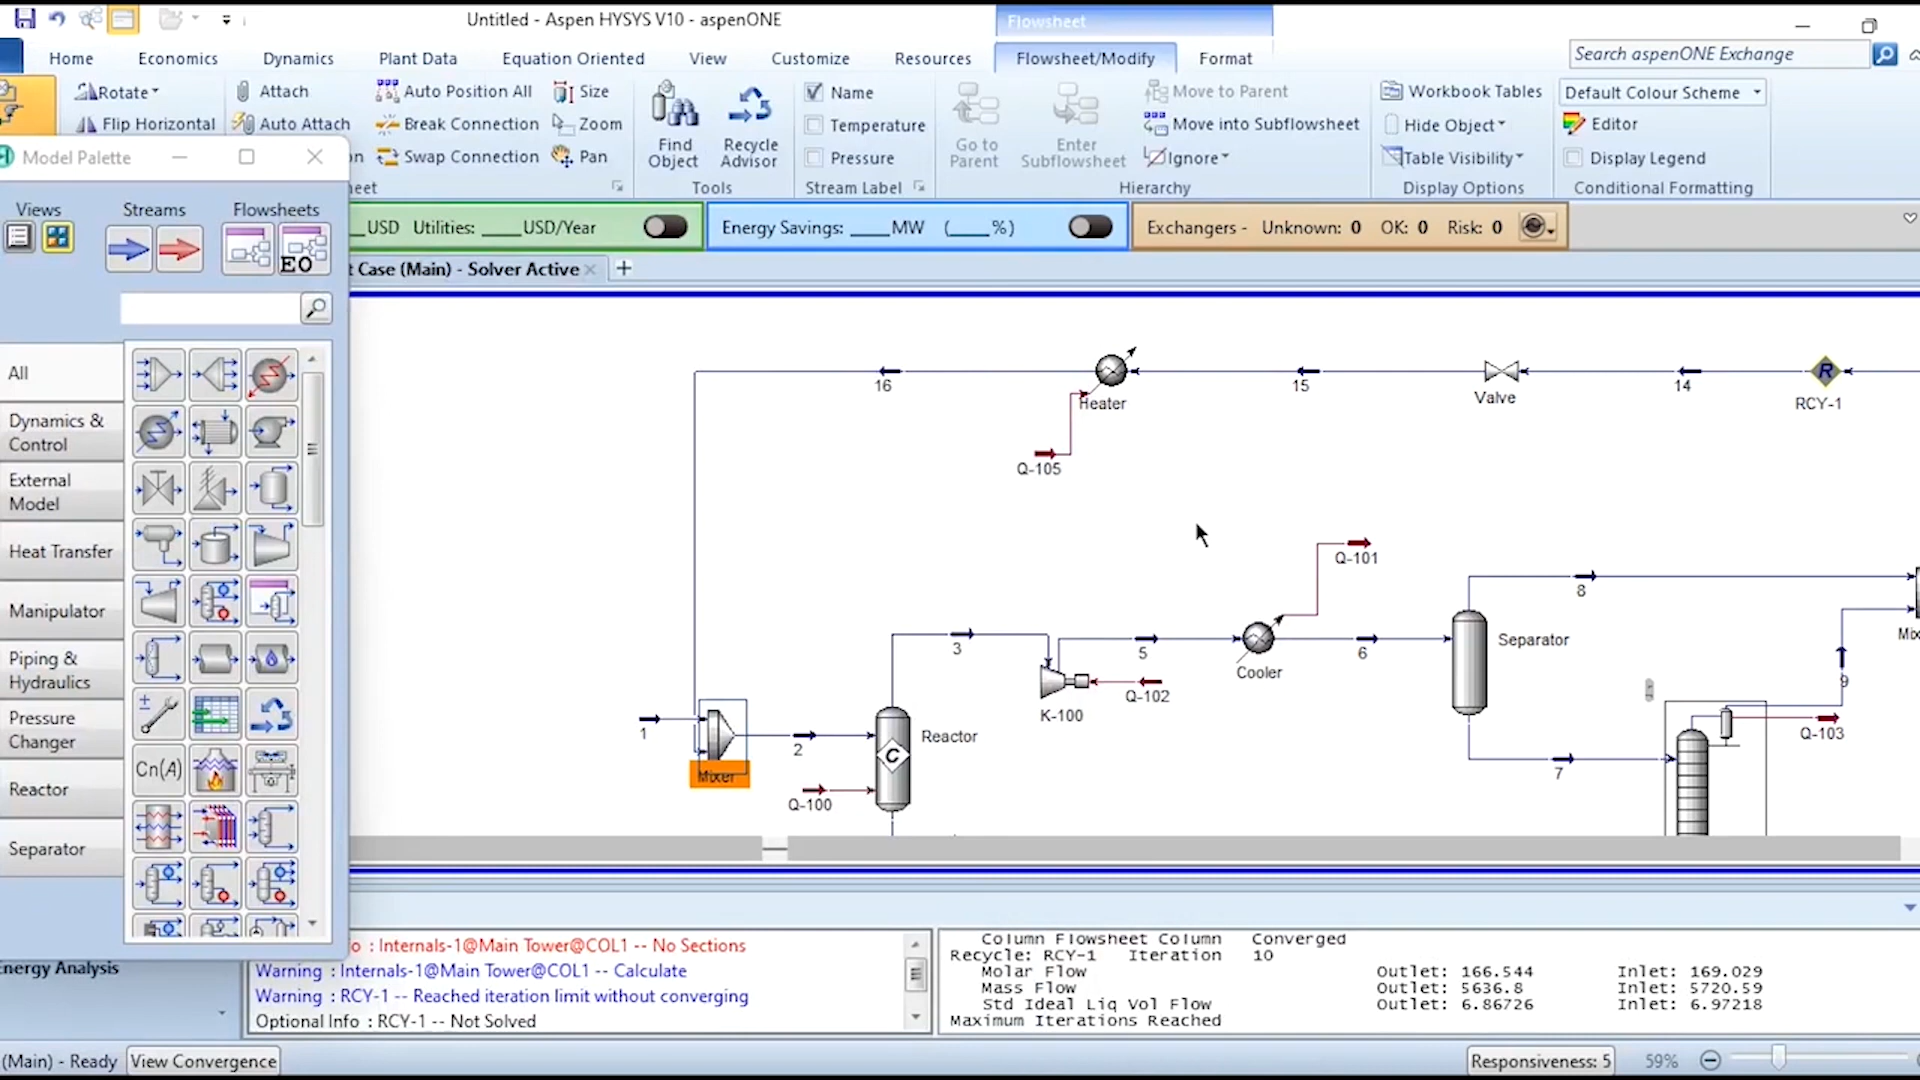 Untitled - Aspen HYSYS V10 - aspenONE
Flowsheet
Home
Economics
Dynamics
Plant Data
Equation Oriented
View
Customize
Resources
Flowsheet/Modify
Format
Search aspenONE Exchange
Rotate
Attach
Auto Position All
Size
Name
Move to Parent
Workbook Tables
Default Colour Scheme
Flip Horizontal
Auto Attach
Break Connection
Zoom
Temperature
Move into Subflowsheet
Hide Object
Editor
Swap Connection
Pan
Find Object
Recycle Advisor
Pressure
Go to Parent
Enter Subflowsheet
Ignore
Table Visibility
Display Legend
Tools
Stream Label
Hierarchy
Display Options
Conditional Formatting
Model Palette
Views
Streams
Flowsheets
EO
USD Utilities: ____USD/Year
Energy Savings: ____MW (____%)
Exchangers - Unknown: 0 OK: 0 Risk: 0
Case (Main) - Solver Active
All
Dynamics & Control
External Model
Heat Transfer
Manipulator
Piping & Hydraulics
Pressure Changer
Reactor
Separator
Cn(A)
16
Heater
15
Valve
14
R
RCY-1
Q-105
Q-101
8
3
5
Cooler
6
Separator
Q-102
K-100
9
Q-103
1
Mixer
2
Reactor
C
Q-100
7
: Internals-1@Main Tower@COL1 -- No Sections
Warning : Internals-1@Main Tower@COL1 -- Calculate
Warning : RCY-1 -- Reached iteration limit without converging
Optional Info : RCY-1 -- Not Solved
Column Flowsheet Column Converged
Recycle: RCY-1 Iteration 10
Molar Flow Outlet: 166.544 Inlet: 169.029
Mass Flow Outlet: 5636.8 Inlet: 5720.59
Std Ideal Liq Vol Flow Outlet: 6.86726 Inlet: 6.97218
Maximum Iterations Reached
Energy Analysis
(Main) - Ready
View Convergence
Responsiveness: 5
59%